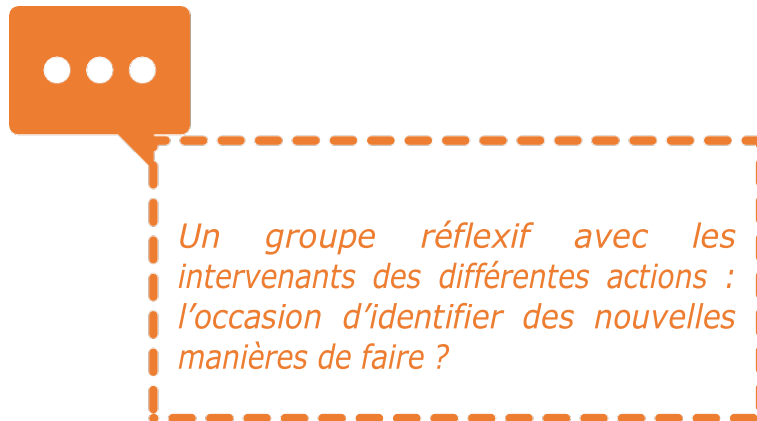 Un groupe réflexif avec les
intervenants des différentes actions :
l’occasion d’identifier des nouvelles
manières de faire ?